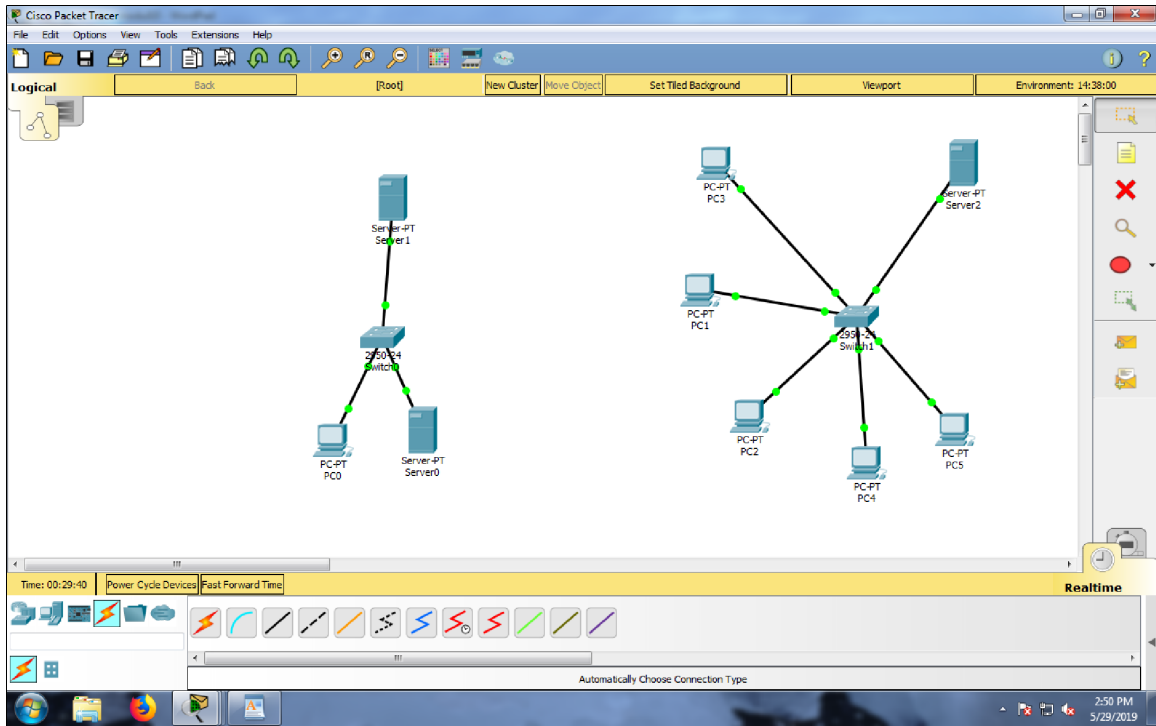 Cisco Packet Tracer
File Edit Options View Tools Extensions Help
Logical Back [Root] New Cluster Move Object Set Tiled Background Viewport Environment: 14:38:00
PC-PT
PC3
Server-PT
Server2
Server-PT
Server1
PC-PT
PC1
2950-24
Switch1
2950-24
Switch0
PC-PT
PC2
PC-PT
PC5
PC-PT
PC0
Server-PT
Server0
PC-PT
PC4
Time: 00:29:40 Power Cycle Devices Fast Forward Time
Realtime
Automatically Choose Connection Type
2:50 PM
5/29/2019